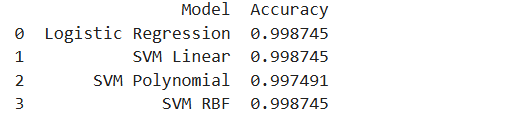 Model Accuracy
0 Logistic Regression 0.998745
1 SVM Linear 0.998745
2 SVM Polynomial 0.997491
3 SVM RBF 0.998745